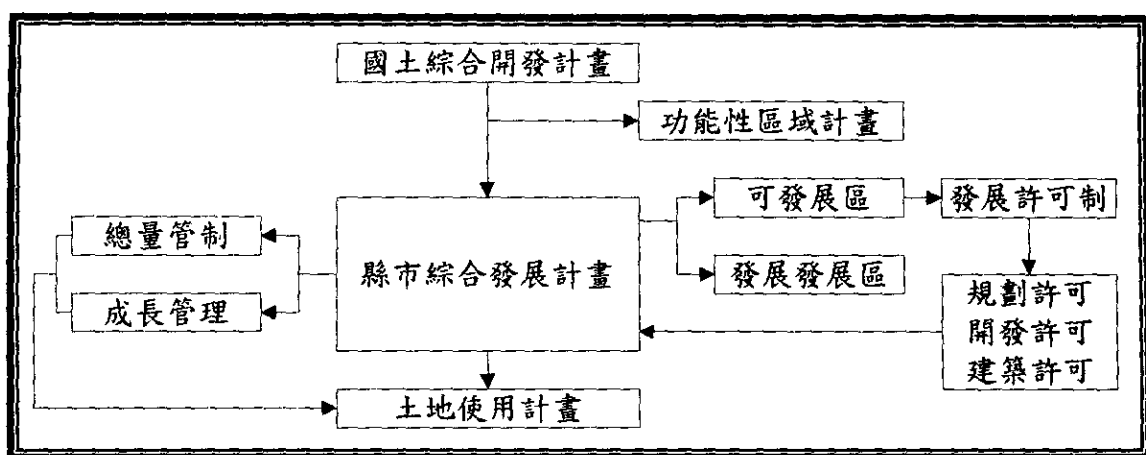 國土綜合開發計畫
功能性區域計畫
可發展區
發展許可制
總量管制
縣市綜合發展計畫
發展發展區
成長管理
規劃許可
開發許可
建築許可
土地使用計畫